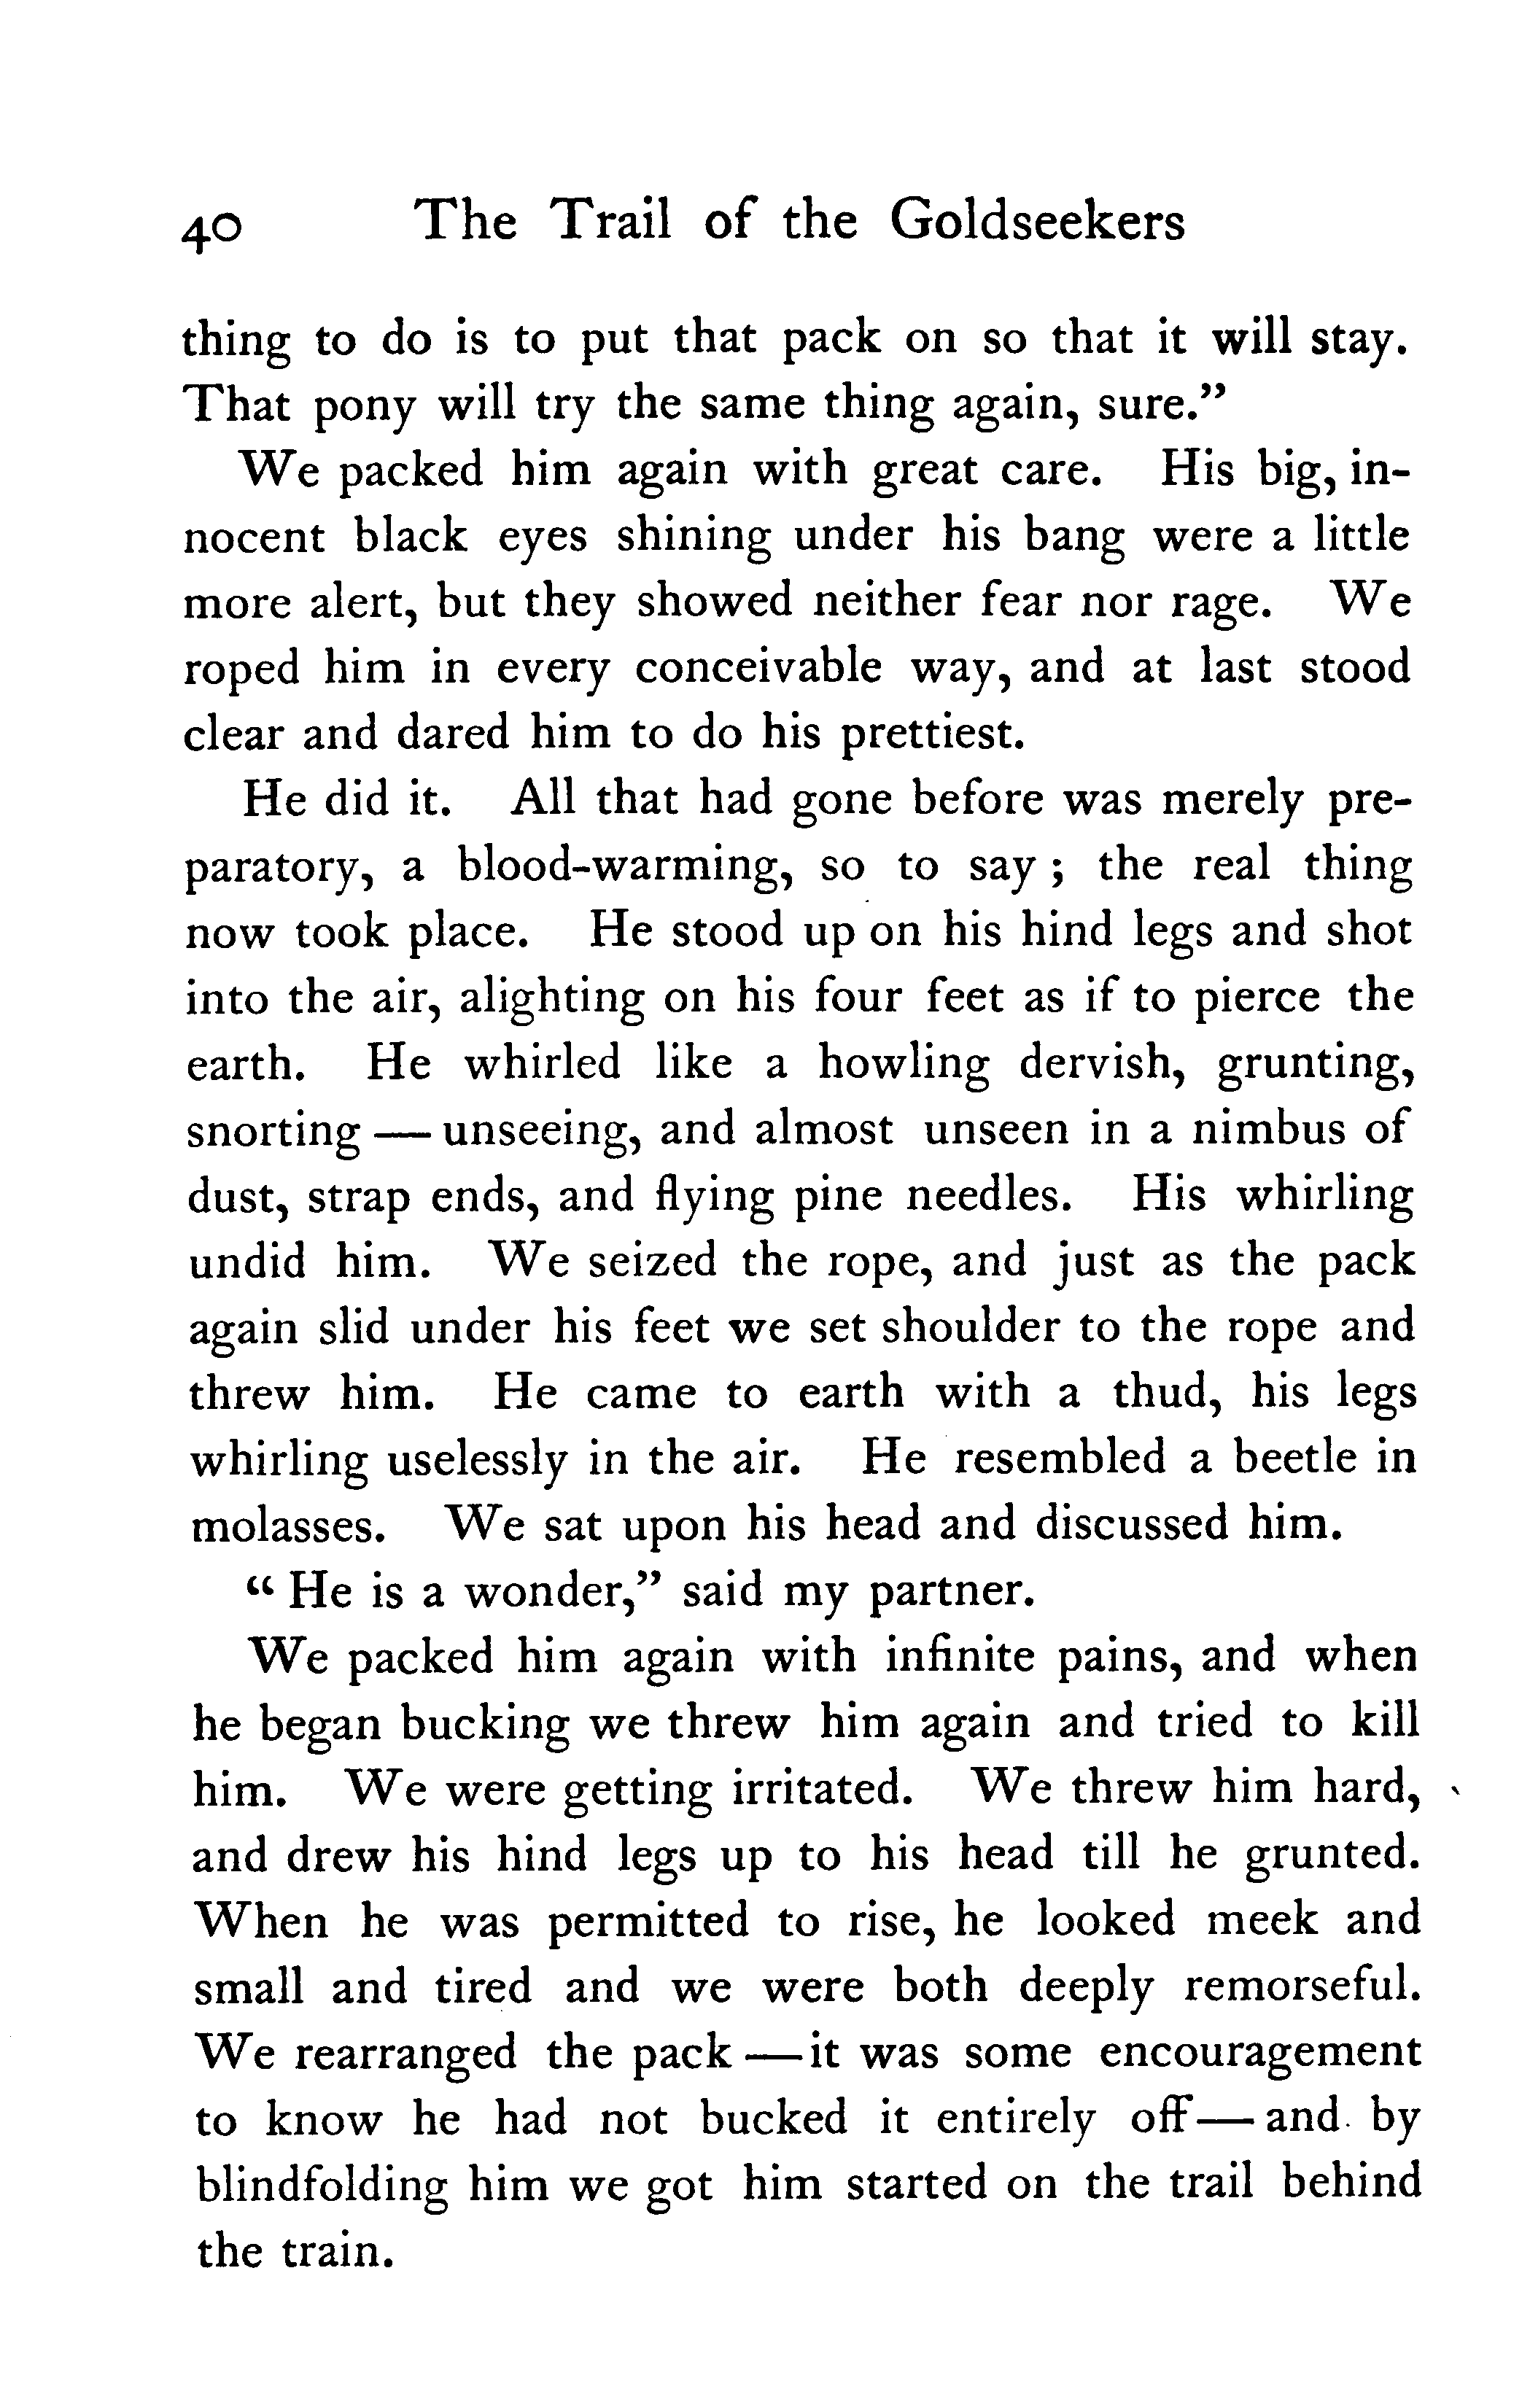 40 The Trail of the Goldseekers
thing to do is to put that pack on so that it will stay.
That pony will try the same thing again, sure.”
We packed him again with great care. His big, in-
nocent black eyes shining under his bang were a little
more alert, but they showed neither fear nor rage. We
roped him in every conceivable way, and at last stood
clear and dared him to do his prettiest.
He did it. All that had gone before was merely pre-
paratory, a blood-warming, so to say ; the real thing
now took place. He stood up on his hind legs and shot
into the air, alighting on his four feet as if to pierce the
earth. He whirled like a howling dervish, grunting,
snorting — unseeing, and almost unseen in a nimbus of
dust, strap ends, and flying pine needles. His whirling
undid him. We seized the rope, and just as the pack
again slid under his feet we set shoulder to the rope and
threw him. He came to earth with a thud, his legs
whirling uselessly in the air. He resembled a beetle in
molasses. We sat upon his head and discussed him.
“ He is a wonder,” said my partner.
We packed him again with infinite pains, and when
he began bucking we threw him again and tried to kill
him. We were getting irritated. We threw him hard,
and drew his hind legs up to his head till he grunted.
When he was permitted to rise, he looked meek and
small and tired and we were both deeply remorseful.
We rearranged the pack — it was some encouragement
to know he had not bucked it entirely off — and by
blindfolding him we got him started on the trail behind
the train.